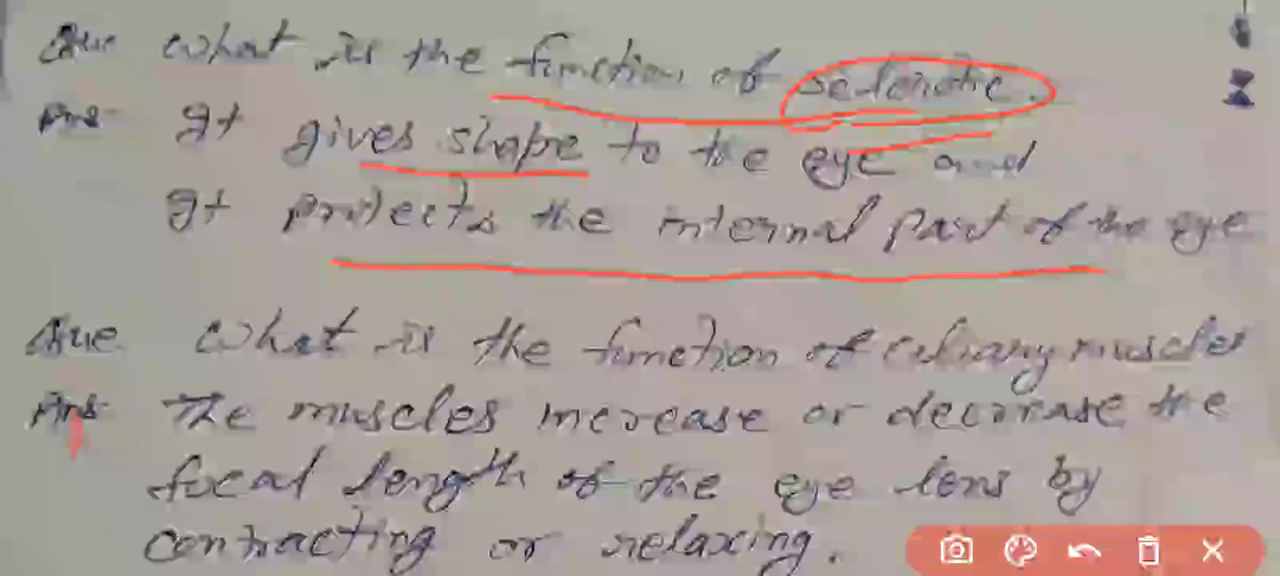 Que What is the function of sclerotic.
Ans It gives shape to the eye and
It protects the internal part of the eye
Que What is the function of ciliary muscles
Ans The muscles increase or decrease the
focal length of the eye lens by
contracting or relaxing.